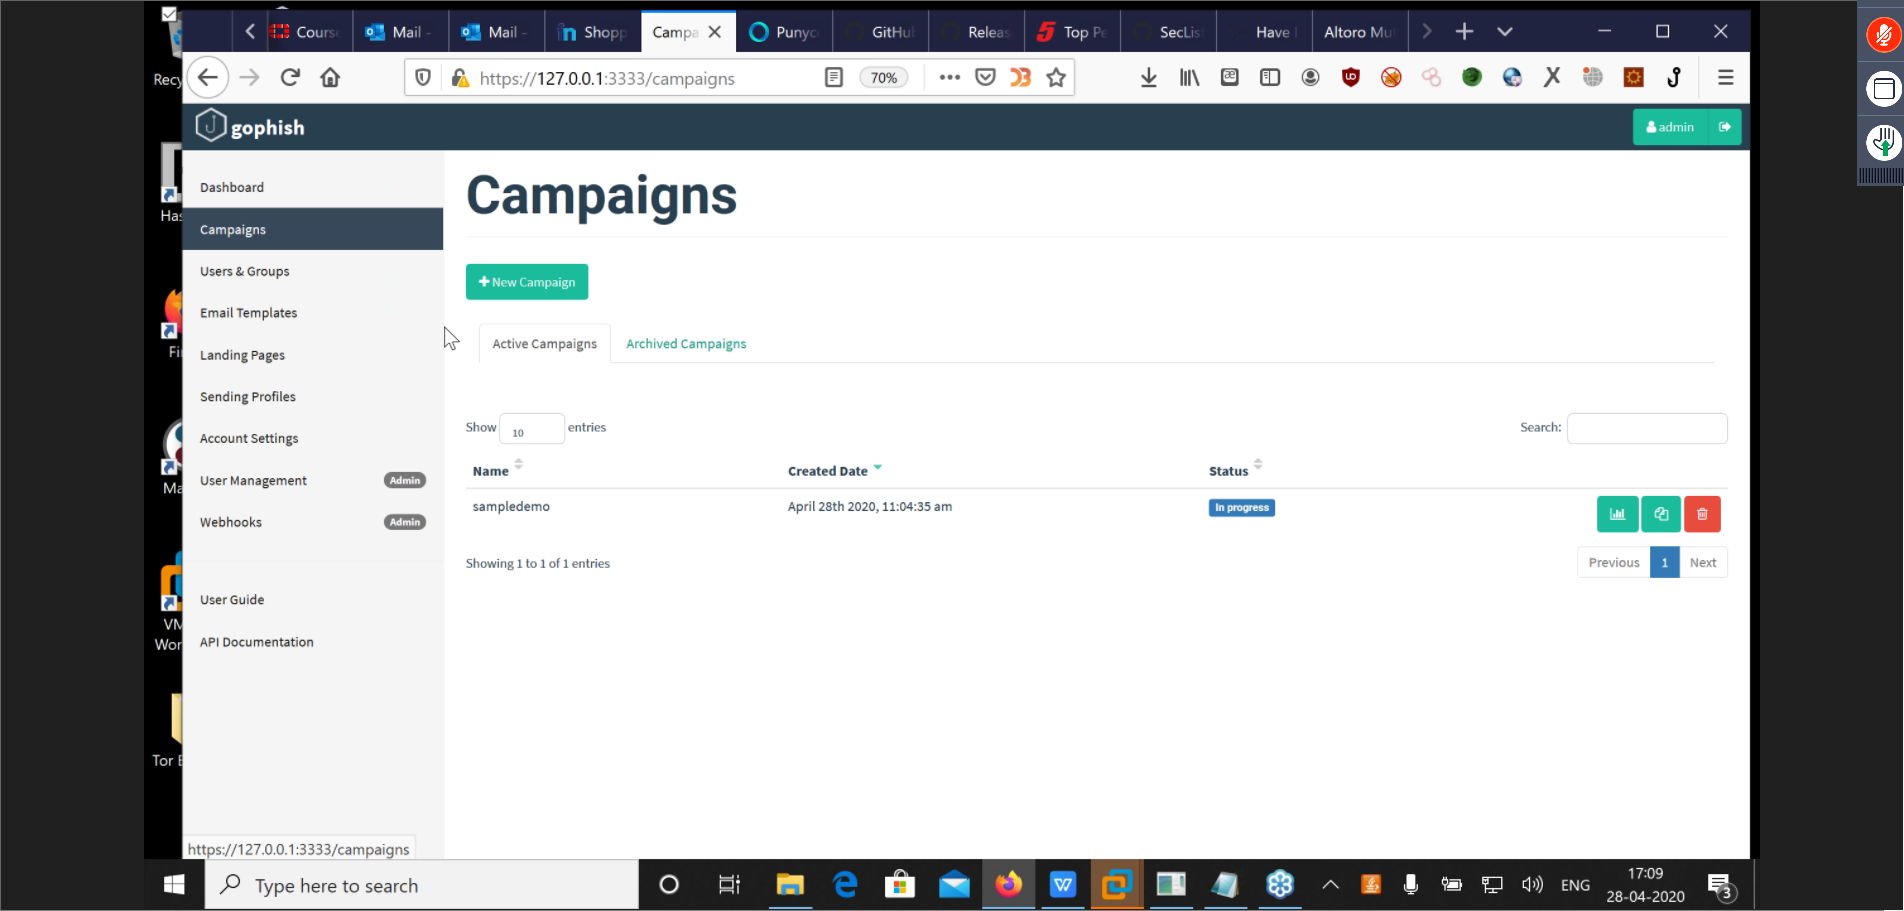 Course
Mail -
Mail -
in Shopp
Campa
Punyc
GitHub
Releas
Top Pe
SecLis
Have I
Altoro Mut
https://127.0.0.1:3333/campaigns
70%
gophish
admin
Recyc
Has
Fi
Ma
VM
Wor
Tor B
Dashboard
Campaigns
Users & Groups
Email Templates
Landing Pages
Sending Profiles
Account Settings
User Management Admin
Webhooks Admin
User Guide
API Documentation
Campaigns
New Campaign
Active Campaigns Archived Campaigns
Show 10 entries Search:
Name Created Date Status
sampledemo April 28th 2020, 11:04:35 am In progress
Showing 1 to 1 of 1 entries Previous 1 Next
https://127.0.0.1:3333/campaigns
Type here to search
ENG
17:09
28-04-2020
3